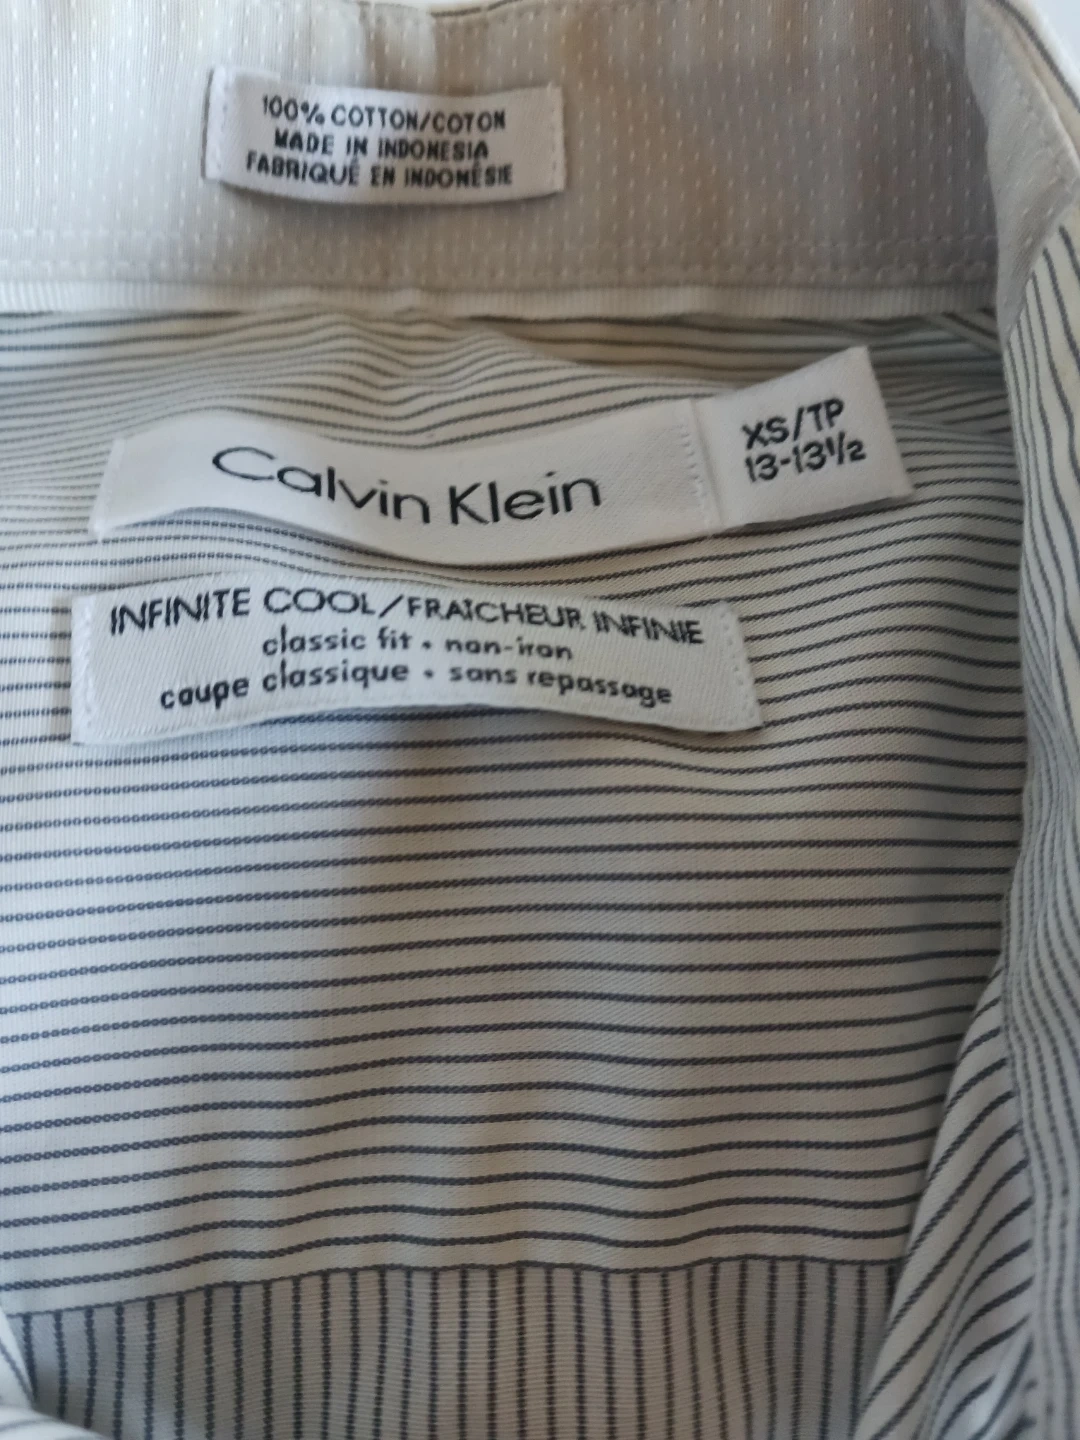 100% COTTON/COTON
MADE IN INDONESIA
FABRIQUÉ EN INDONÉSIE
Calvin Klein
XS/TP
13-13½
INFINITE COOL/FRAÎCHEUR INFINIE
classic fit • non-iron
coupe classique • sans repassage